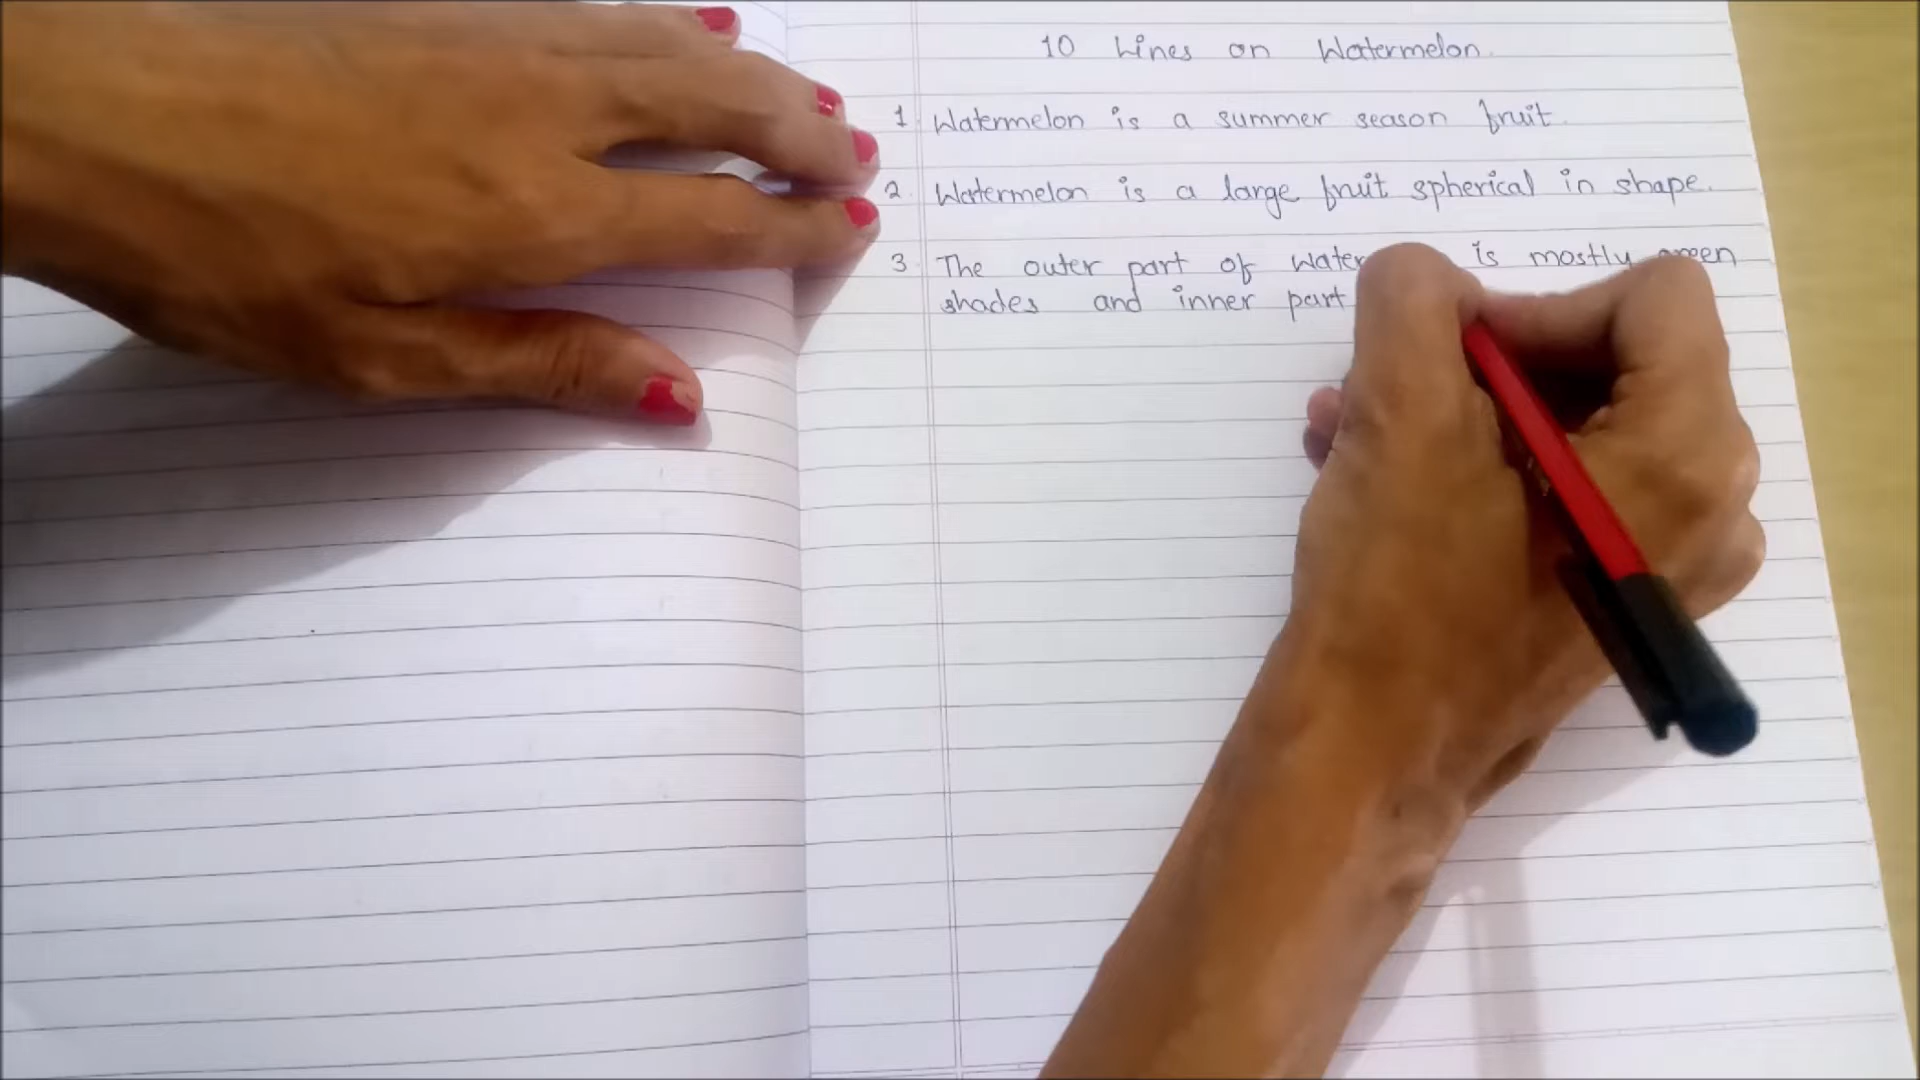 10 Lines on Watermelon.
1 Watermelon is a summer season fruit.
2. Watermelon is a large fruit spherical in shape.
3 The outer part of is mostly green
shades and inner part